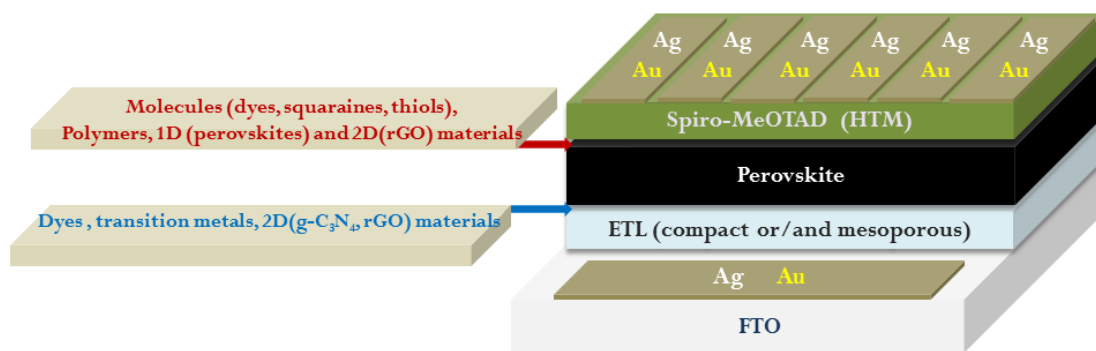 Ag Ag Ag Ag Ag Ag
Au Au Au Au Au Au
Molecules (dyes, squaraines, thiols),
Polymers, 1D (perovskites) and 2D(rGO) materials
Spiro-MeOTAD (HTM)
Perovskite
Dyes , transition metals, 2D(g-C₃N₄, rGO) materials
ETL (compact or/and mesoporous)
Ag Au
FTO